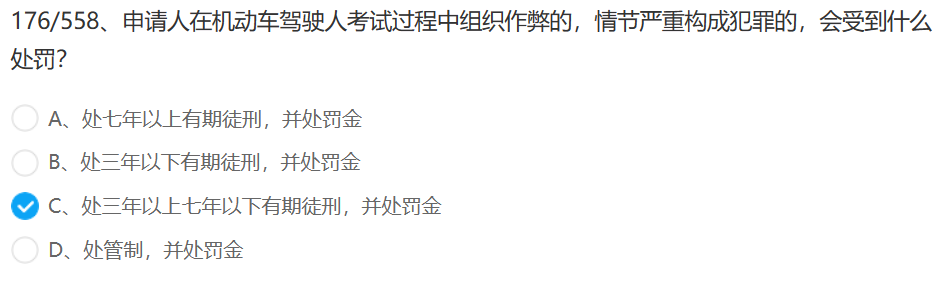 176/558、申请人在机动车驾驶人考试过程中组织作弊的，情节严重构成犯罪的，会受到什么
处罚？
A、处七年以上有期徒刑，并处罚金
B、处三年以下有期徒刑，并处罚金
C、处三年以上七年以下有期徒刑，并处罚金
D、处管制，并处罚金